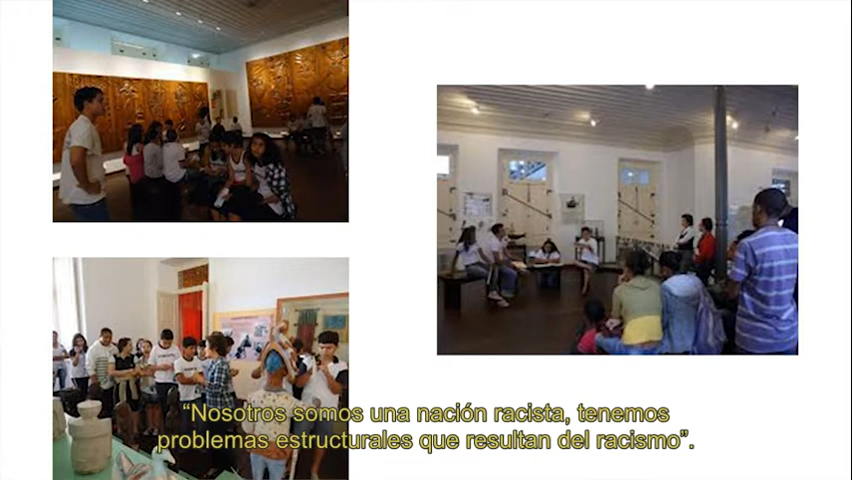 “Nosotros somos una nación racista, tenemos
problemas estructurales que resultan del racismo”.